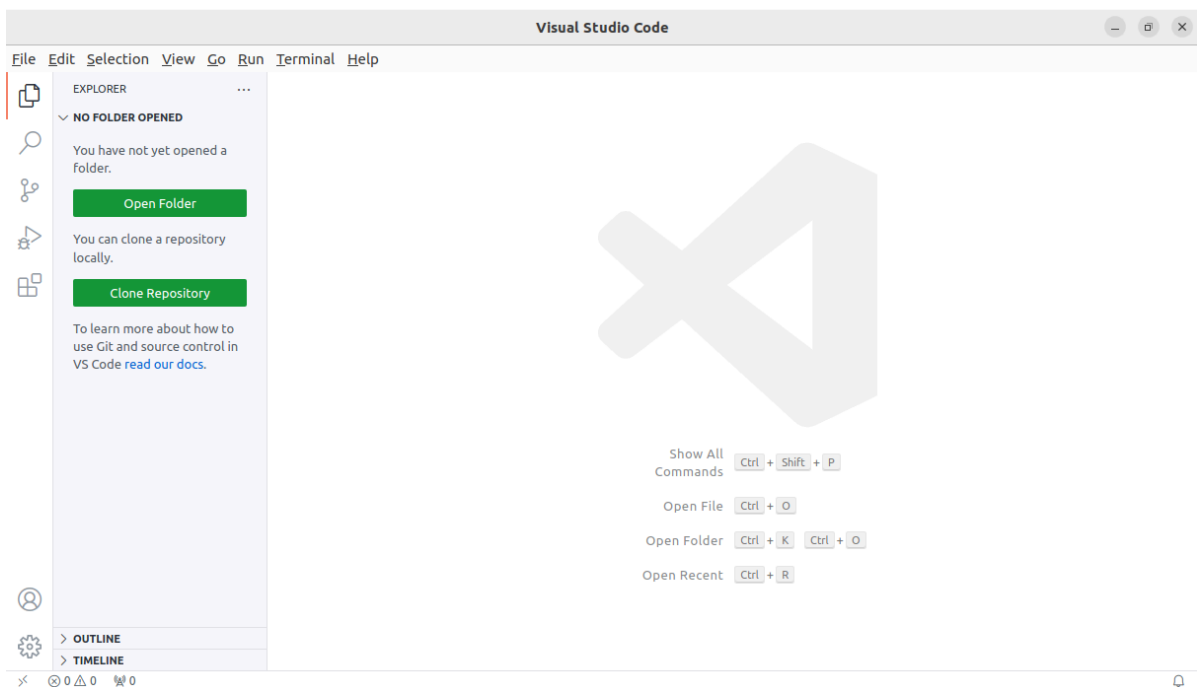 Visual Studio Code
File Edit Selection View Go Run Terminal Help
EXPLORER
NO FOLDER OPENED
You have not yet opened a
folder.
Open Folder
You can clone a repository
locally.
Clone Repository
To learn more about how to
use Git and source control in
VS Code read our docs.
Show All
Commands
Ctrl + Shift + P
Open File Ctrl + O
Open Folder Ctrl + K Ctrl + O
Open Recent Ctrl + R
OUTLINE
TIMELINE
0 0 0